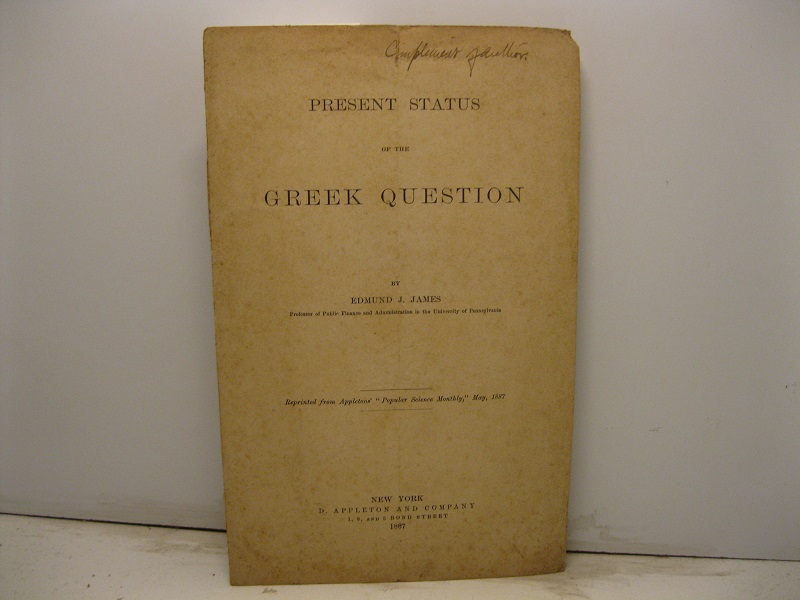 Compliment of author.
PRESENT STATUS
OF THE
GREEK QUESTION
BY
EDMUND J. JAMES
Professor of Public Finance and Administration in the University of Pennsylvania
Reprinted from Appletons' "Popular Science Monthly," May, 1887
NEW YORK
D. APPLETON AND COMPANY
1, 3, AND 5 BOND STREET
1887